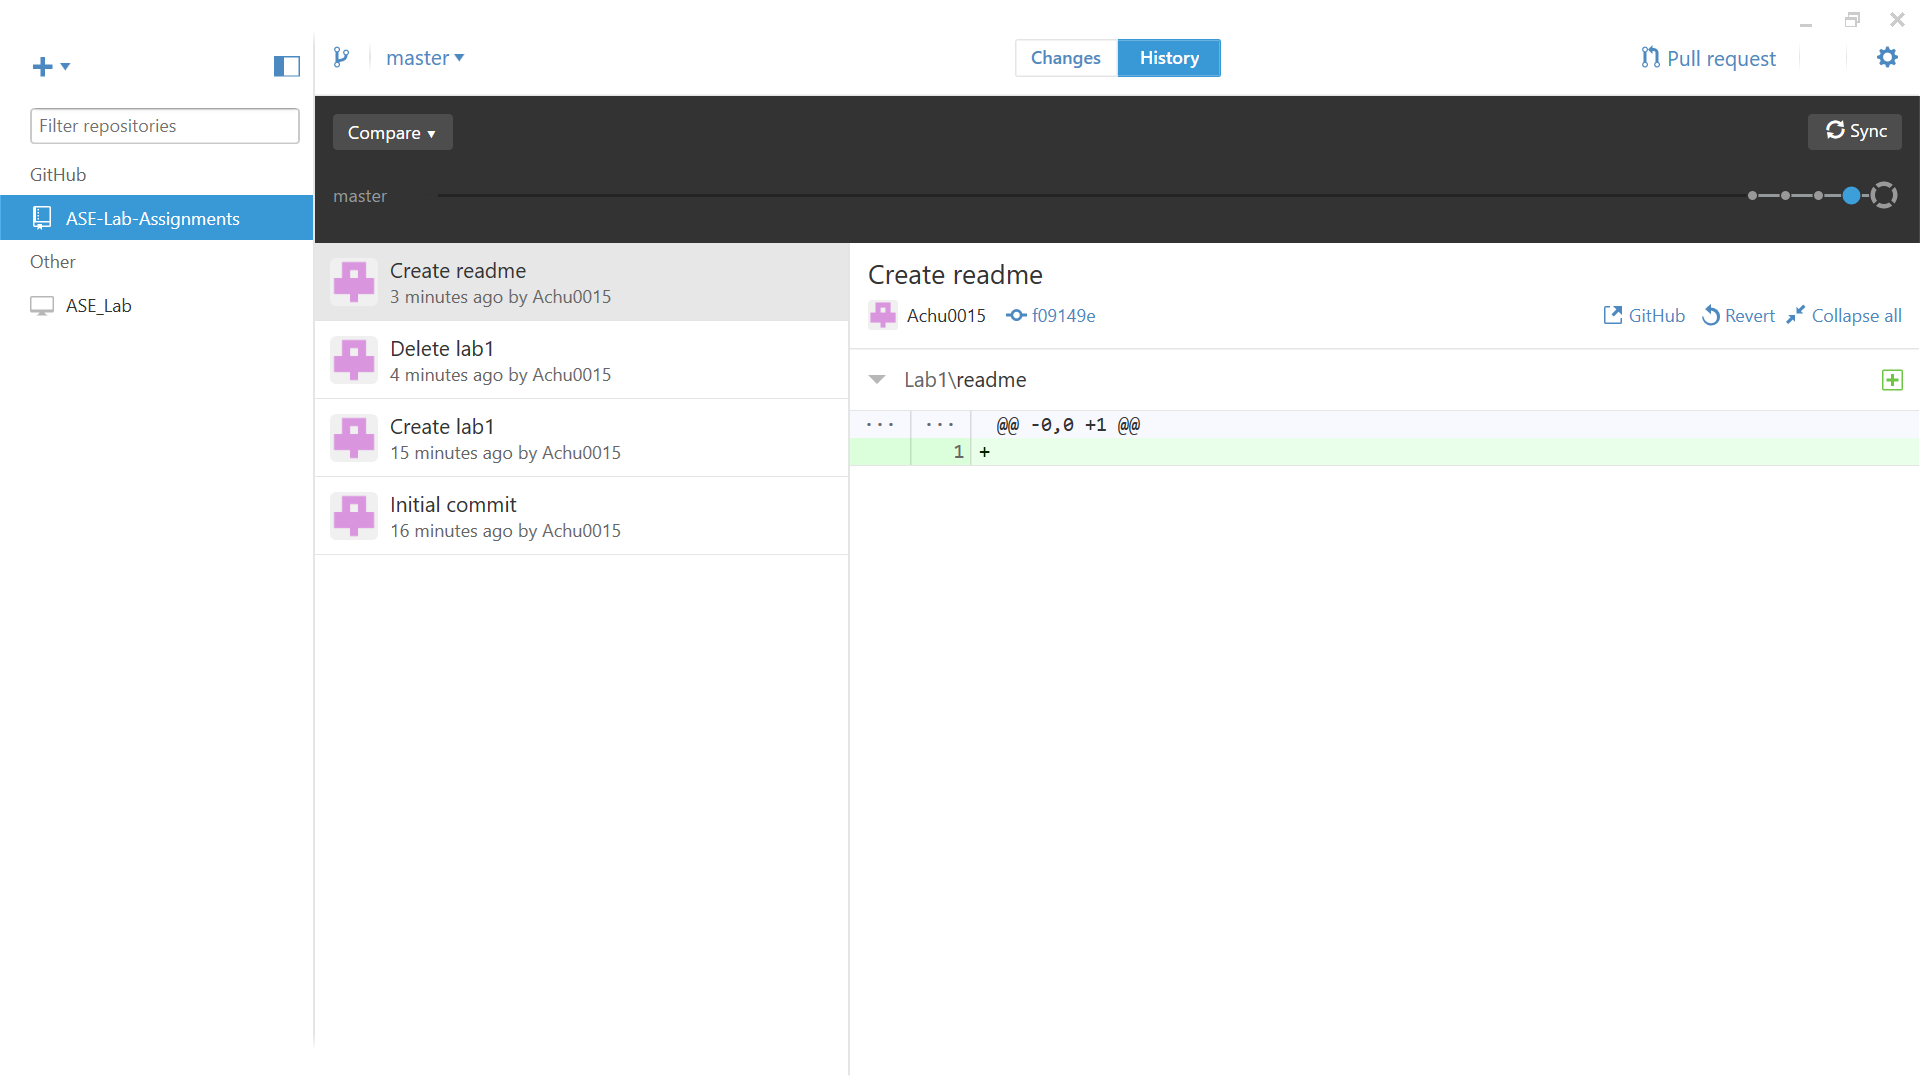 master
Changes
History
Pull request
Filter repositories
GitHub
ASE-Lab-Assignments
Other
ASE_Lab
Compare
Sync
master
Create readme
3 minutes ago by Achu0015
Delete lab1
4 minutes ago by Achu0015
Create lab1
15 minutes ago by Achu0015
Initial commit
16 minutes ago by Achu0015
Create readme
Achu0015 f09149e
GitHub Revert Collapse all
Lab1\readme
... ... @@ -0,0 +1 @@
1 +